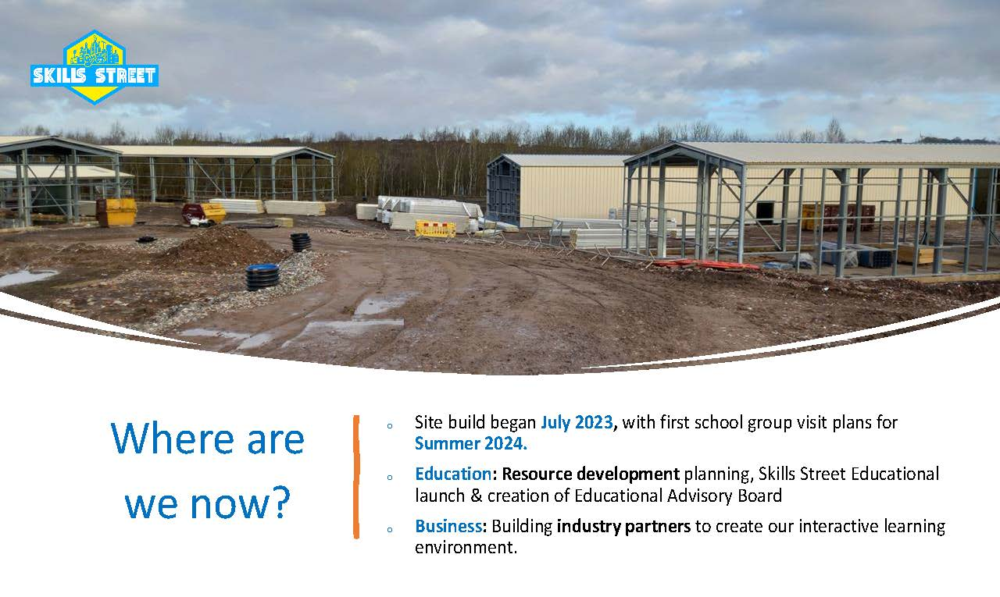 SKILLS STREET
Where are
we now?
Site build began July 2023, with first school group visit plans for
Summer 2024.
Education: Resource development planning, Skills Street Educational
launch & creation of Educational Advisory Board
Business: Building industry partners to create our interactive learning
environment.